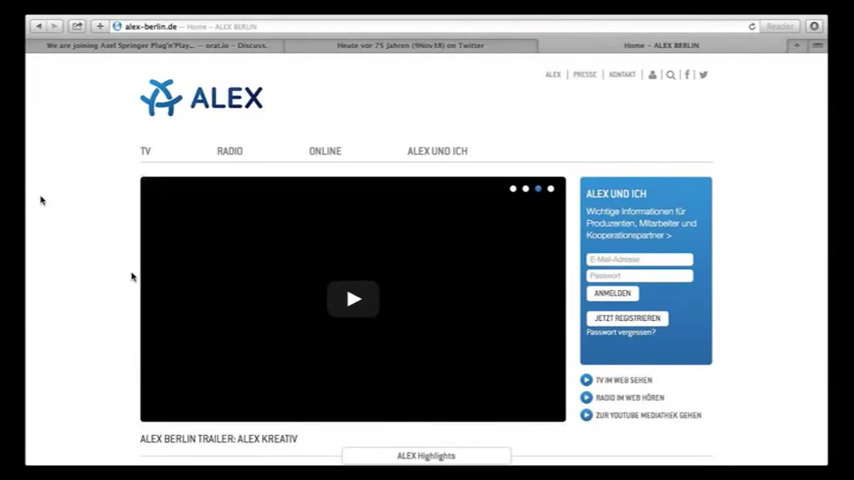 alex-berlin.de — Home – ALEX BERLIN
Reader
We are joining Axel Springer Plug'n'Play... — orat.io – Discuss.
Heute vor 75 Jahren (9Nov38) on Twitter
Home – ALEX BERLIN
ALEX | PRESSE | KONTAKT
ALEX
TV
RADIO
ONLINE
ALEX UND ICH
ALEX UND ICH
Wichtige Informationen für
Produzenten, Mitarbeiter und
Kooperationspartner >
E-Mail-Adresse
Passwort
ANMELDEN
JETZT REGISTRIEREN
Passwort vergessen?
TV IM WEB SEHEN
RADIO IM WEB HÖREN
ZUR YOUTUBE MEDIATHEK GEHEN
ALEX BERLIN TRAILER: ALEX KREATIV
ALEX Highlights